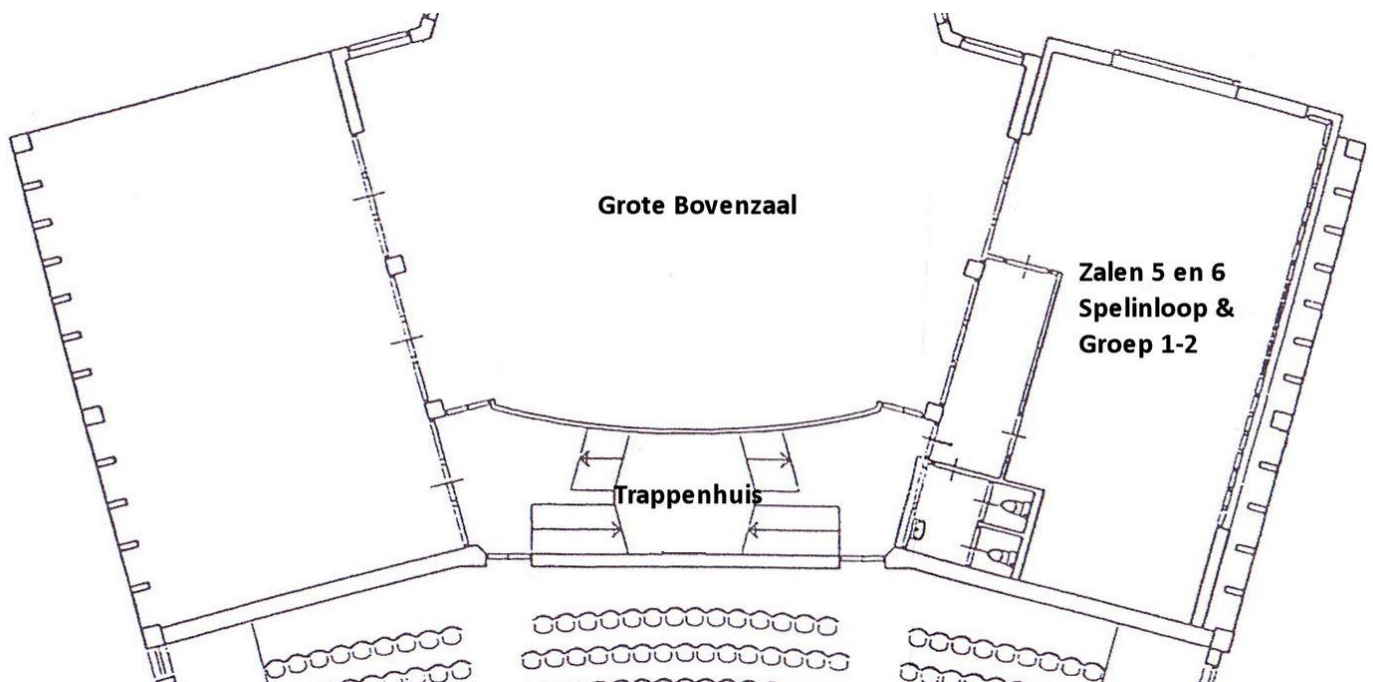 Grote Bovenzaal
Zalen 5 en 6
Spelinloop &
Groep 1-2
Trappenhuis